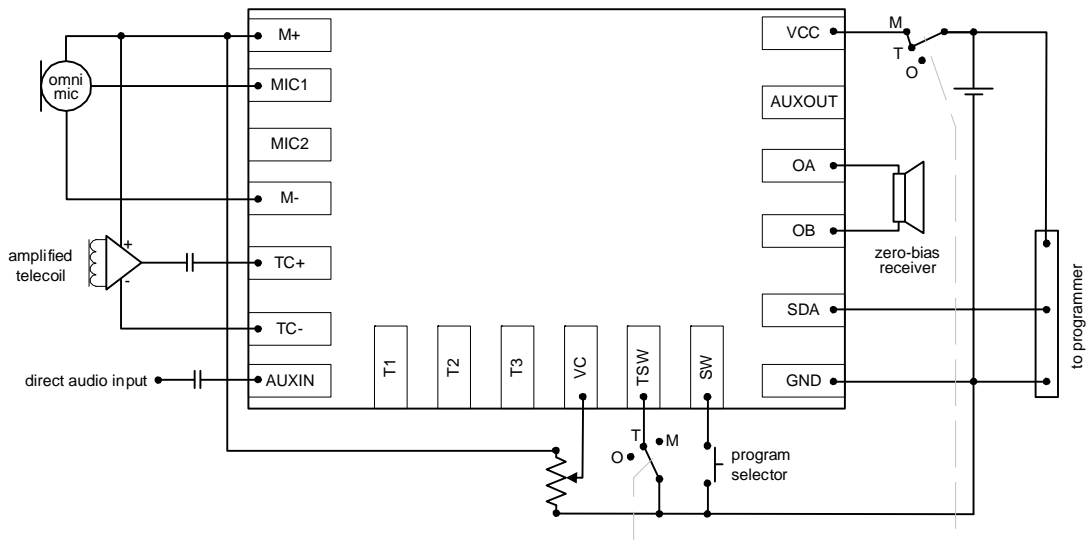 M+
MIC1
MIC2
M-
TC+
TC-
AUXIN
omni
mic
amplified
telecoil
+
-
direct audio input
T1
T2
T3
VC
TSW
SW
VCC
AUXOUT
OA
OB
SDA
GND
M
T
O
zero-bias
receiver
to programmer
T
M
O
program
selector